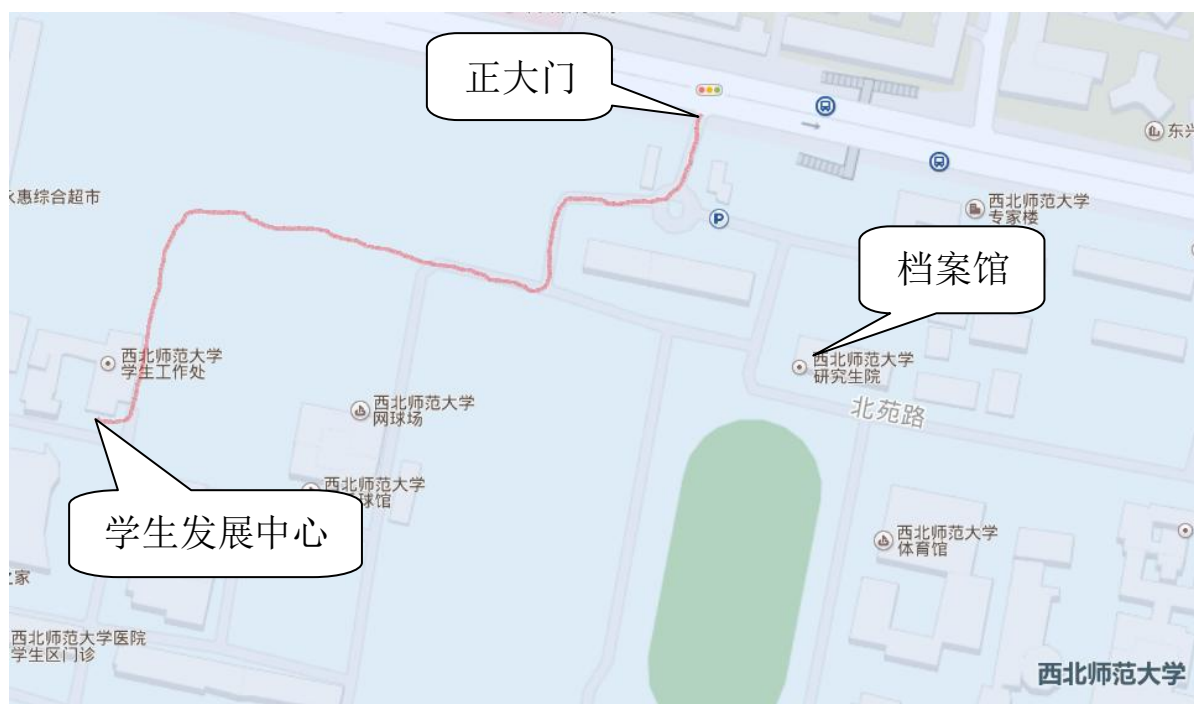 正大门
东兴
惠综合超市
西北师范大学
专家楼
档案馆
西北师范大学
学生工作处
西北师范大学
研究生院
西北师范大学
网球场
北苑路
西北师范大学
球馆
学生发展中心
西北师范大学
体育馆
之家
西北师范大学医院
学生区门诊
西北师范大学
P